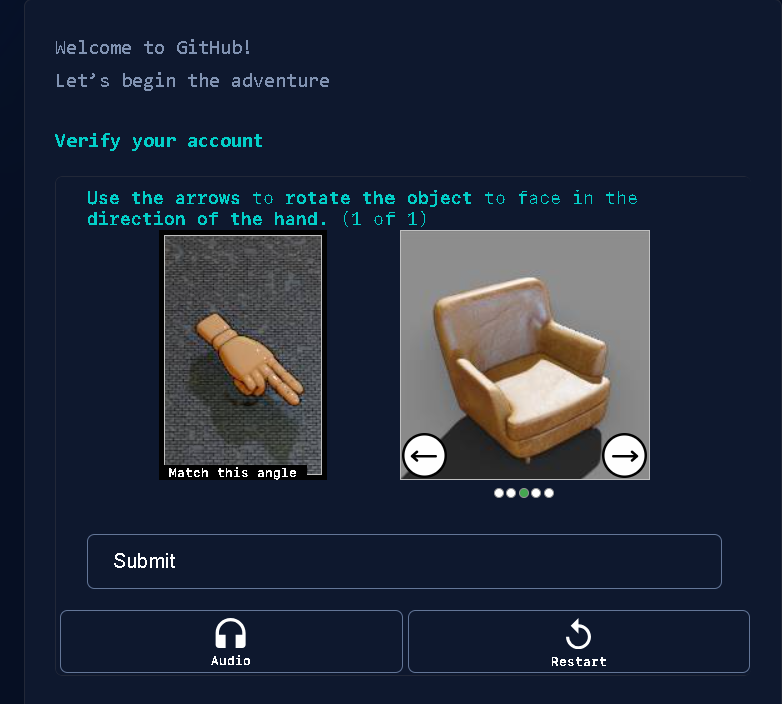 Welcome to GitHub!
Let’s begin the adventure
Verify your account
Use the arrows to rotate the object to face in the
direction of the hand. (1 of 1)
Match this angle
Submit
Audio
Restart